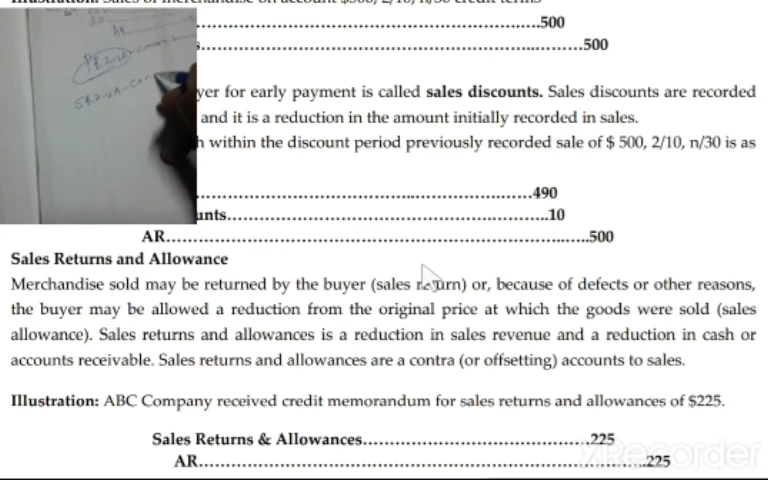 .......................................................500
s..............................................................500
yer for early payment is called sales discounts. Sales discounts are recorded
and it is a reduction in the amount initially recorded in sales.
h within the discount period previously recorded sale of $ 500, 2/10, n/30 is as
.....................................................490
unts..................................................10
AR..................................................................500
Sales Returns and Allowance
Merchandise sold may be returned by the buyer (sales return) or, because of defects or other reasons,
the buyer may be allowed a reduction from the original price at which the goods were sold (sales
allowance). Sales returns and allowances is a reduction in sales revenue and a reduction in cash or
accounts receivable. Sales returns and allowances are a contra (or offsetting) accounts to sales.
Illustration: ABC Company received credit memorandum for sales returns and allowances of $225.
Sales Returns & Allowances....................................225
AR......................................................................225
XRecorder